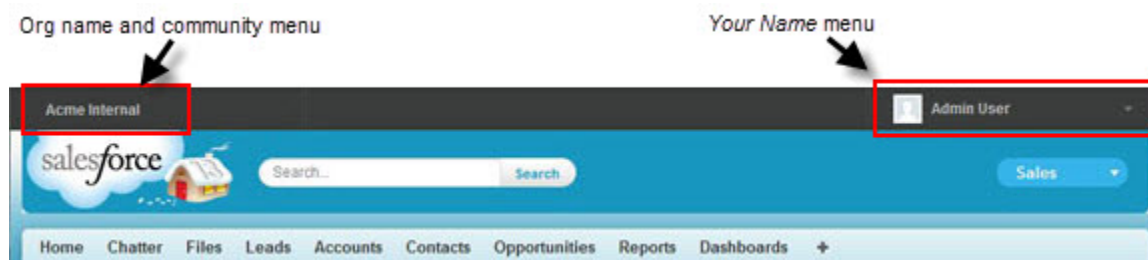 Org name and community menu
Your Name menu
Acme Internal
Admin User
salesforce
Search...
Search
Sales
Home Chatter Files Leads Accounts Contacts Opportunities Reports Dashboards +